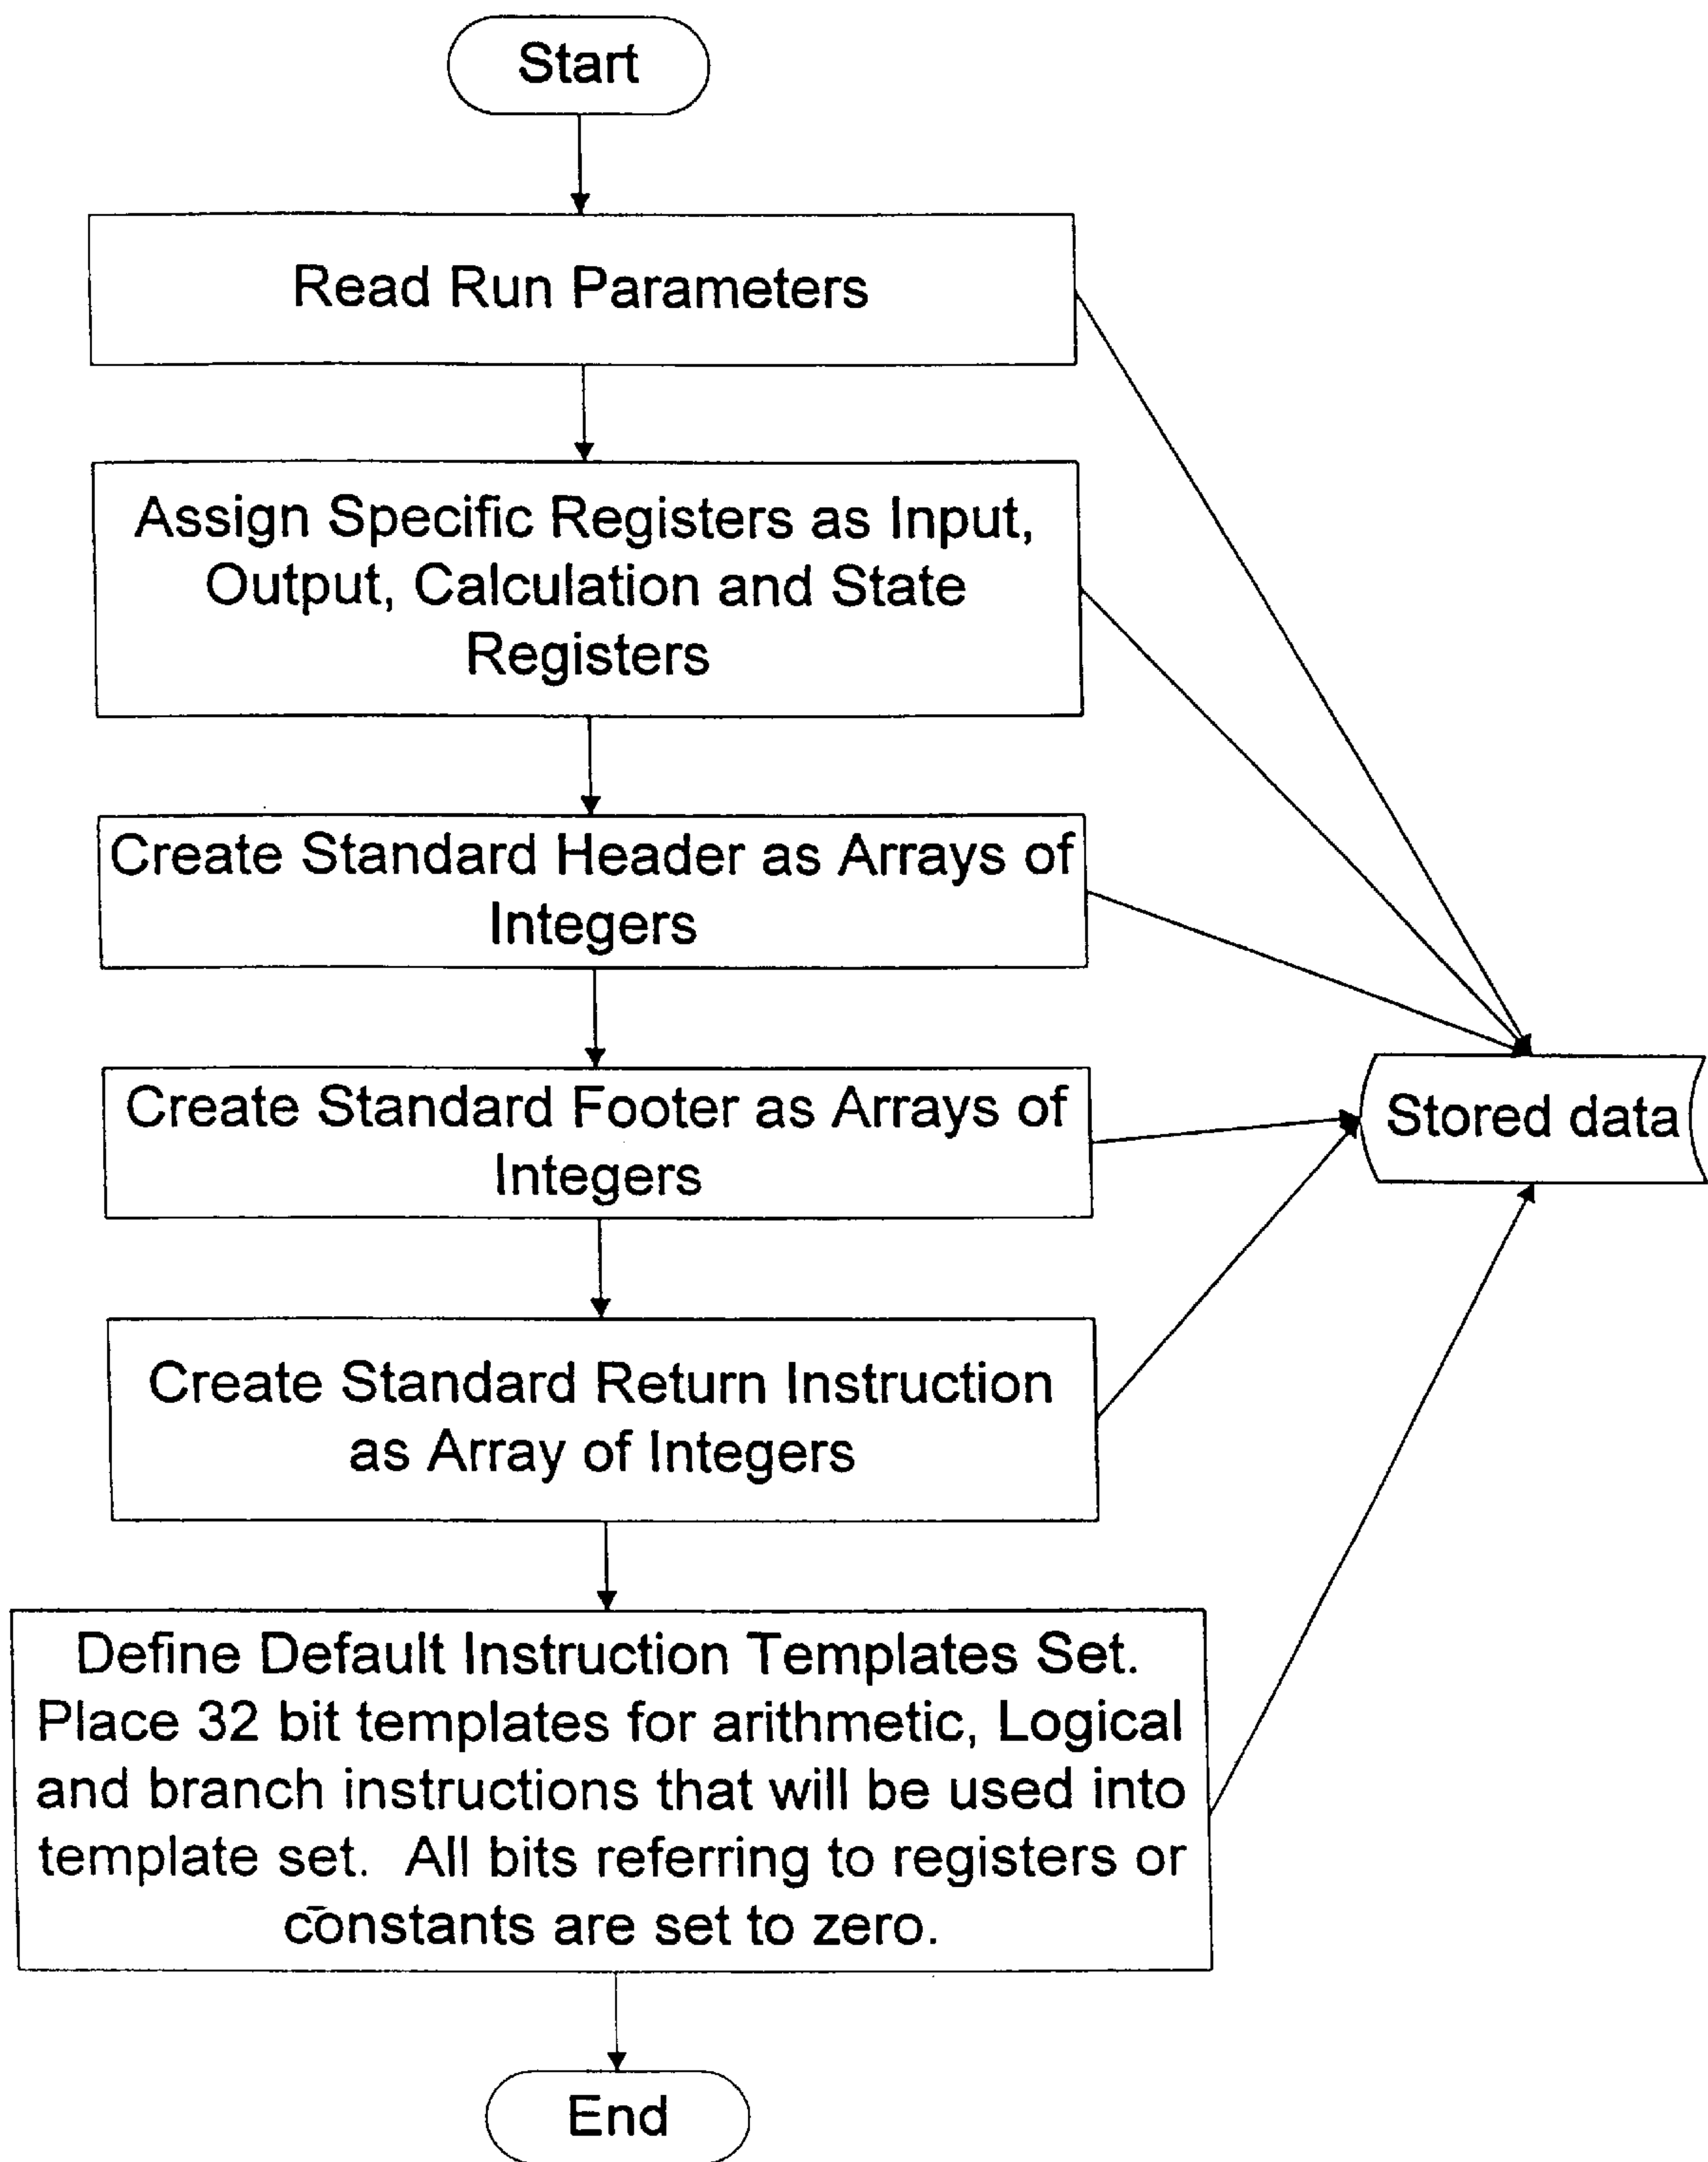 Start
Read Run Parameters
Assign Specific Registers as Input,
Output, Calculation and State
Registers
Create Standard Header as Arrays of
Integers
Create Standard Footer as Arrays of
Integers
Stored data
Create Standard Return Instruction
as Array of Integers
Define Default Instruction Templates Set.
Place 32 bit templates for arithmetic, Logical
and branch instructions that will be used into
template set.  All bits referring to registers or
constants are set to zero.
End